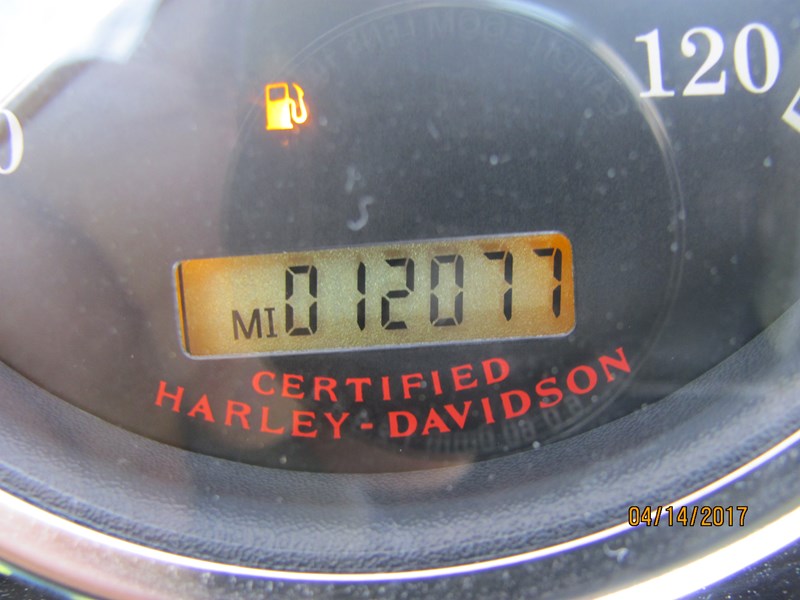 120
MI 012077
CERTIFIED
HARLEY-DAVIDSON
04/14/2017